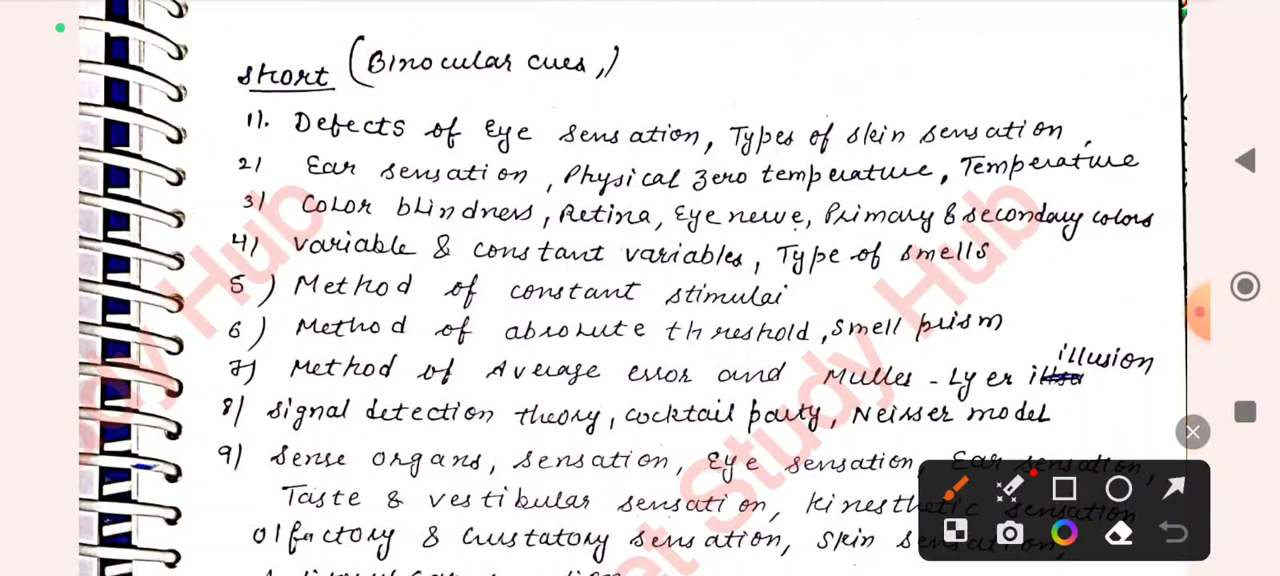 Short (Binocular cues,)
1). Defects of Eye sensation, Types of skin sensation,
2) Ear sensation, Physical zero temperature, Temperature
3) Color blindness, Retina, Eye nerve, Primary & secondary colors
4) variable & constant variables, Type of smells
5) Method of constant stimulai
6) Method of absolute threshold, smell prism
7) Method of Average error and Muller-Lyer illusion
8) Signal detection theory, cocktail party, Neisser model
9) Sense organs, sensation, Eye sensation, Ear sensation,
Taste & vestibular sensation, kinesthetic sensation
olfactory & Gustatory sensation, skin sensation,